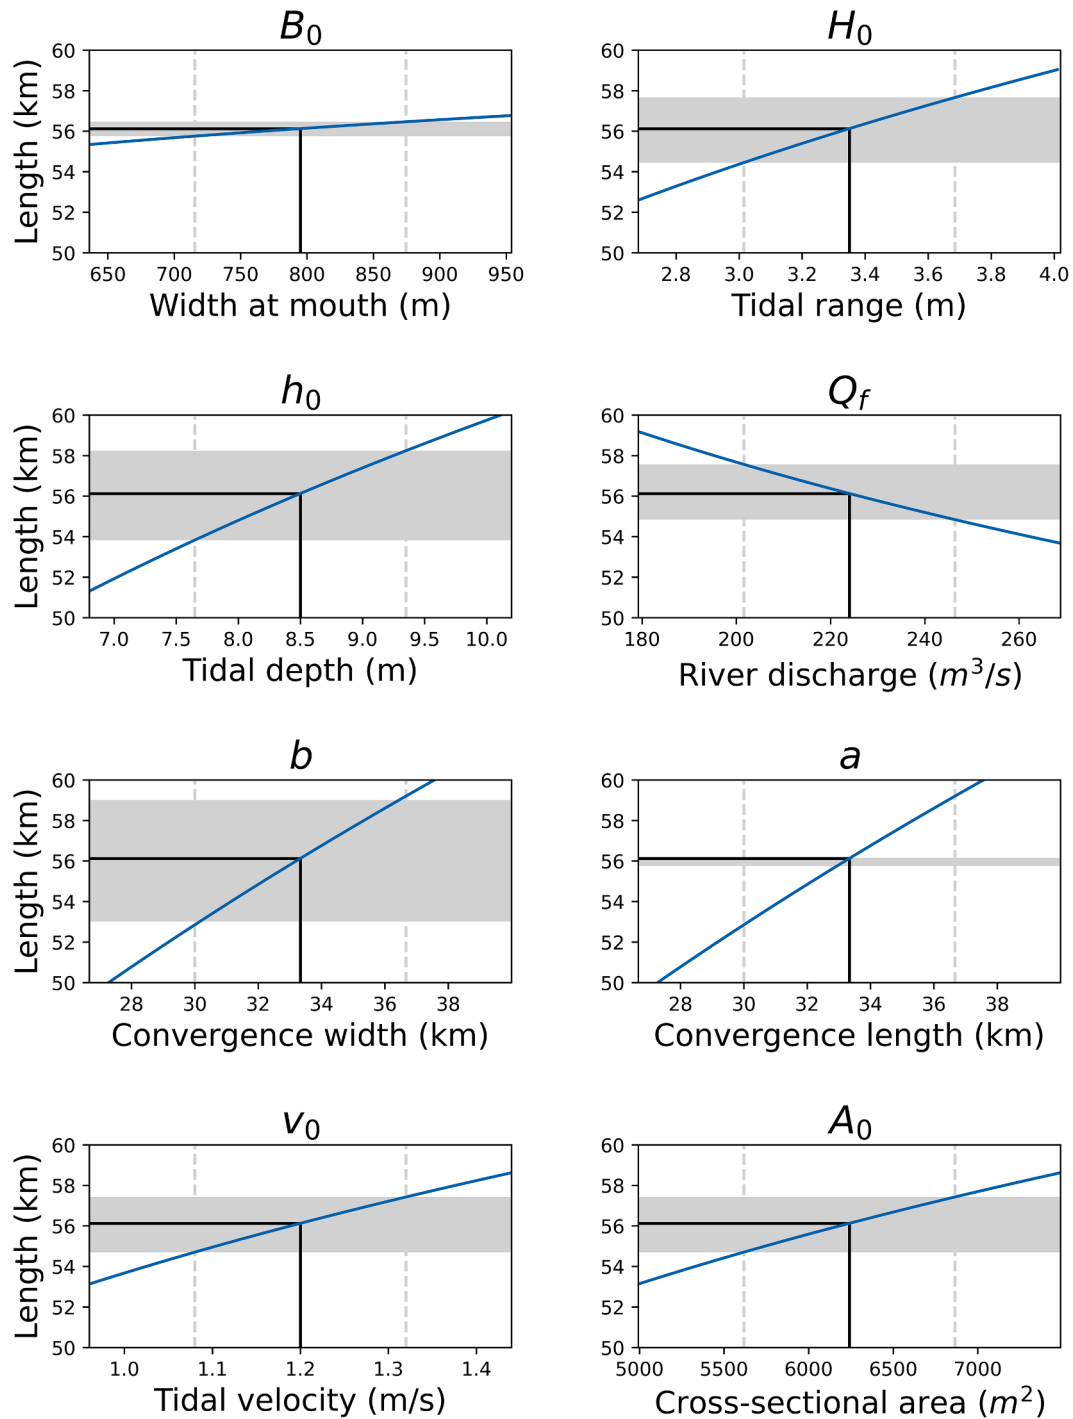 B0 H0
Length (km)
60
58
56
54
52
50
650 700 750 800 850 900 950
Width at mouth (m)
60
58
56
54
52
50
2.8 3.0 3.2 3.4 3.6 3.8 4.0
Tidal range (m)
h0 Qf
Length (km)
60
58
56
54
52
50
7.0 7.5 8.0 8.5 9.0 9.5 10.0
Tidal depth (m)
60
58
56
54
52
50
180 200 220 240 260
River discharge (m³/s)
b a
Length (km)
60
58
56
54
52
50
28 30 32 34 36 38
Convergence width (km)
60
58
56
54
52
50
28 30 32 34 36 38
Convergence length (km)
v0 A0
Length (km)
60
58
56
54
52
50
1.0 1.1 1.2 1.3 1.4
Tidal velocity (m/s)
60
58
56
54
52
50
5000 5500 6000 6500 7000
Cross-sectional area (m²)